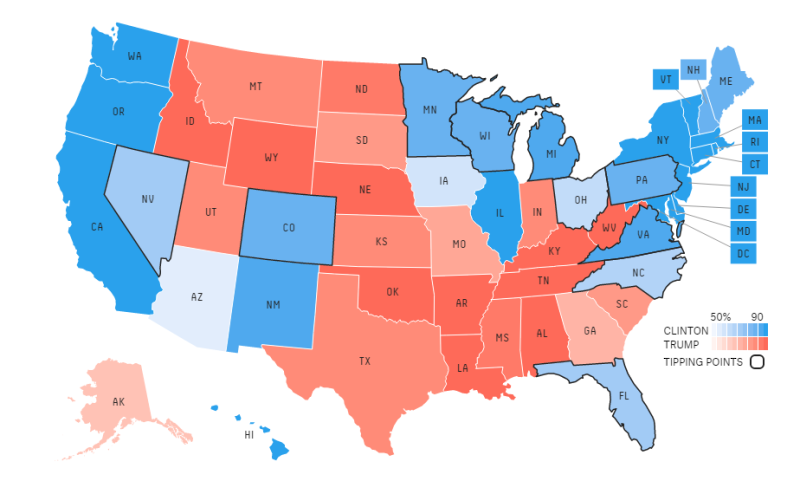 WA
VT
NH
ME
MT
ND
OR
MN
MA
ID
WI
NY
RI
SD
MI
CT
WY
IA
PA
NJ
NE
NV
OH
DE
UT
IL
IN
CO
WV
MD
CA
VA
KS
MO
KY
DC
NC
TN
AZ
OK
NM
AR
SC
50% 90
CLINTON
GA
MS
AL
TRUMP
TX
TIPPING POINTS
LA
FL
AK
HI